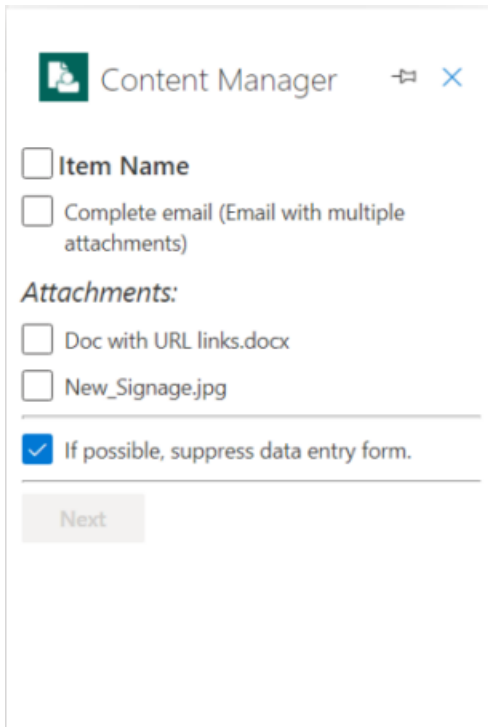 Content Manager
Item Name
Complete email (Email with multiple
attachments)
Attachments:
Doc with URL links.docx
New_Signage.jpg
If possible, suppress data entry form.
Next